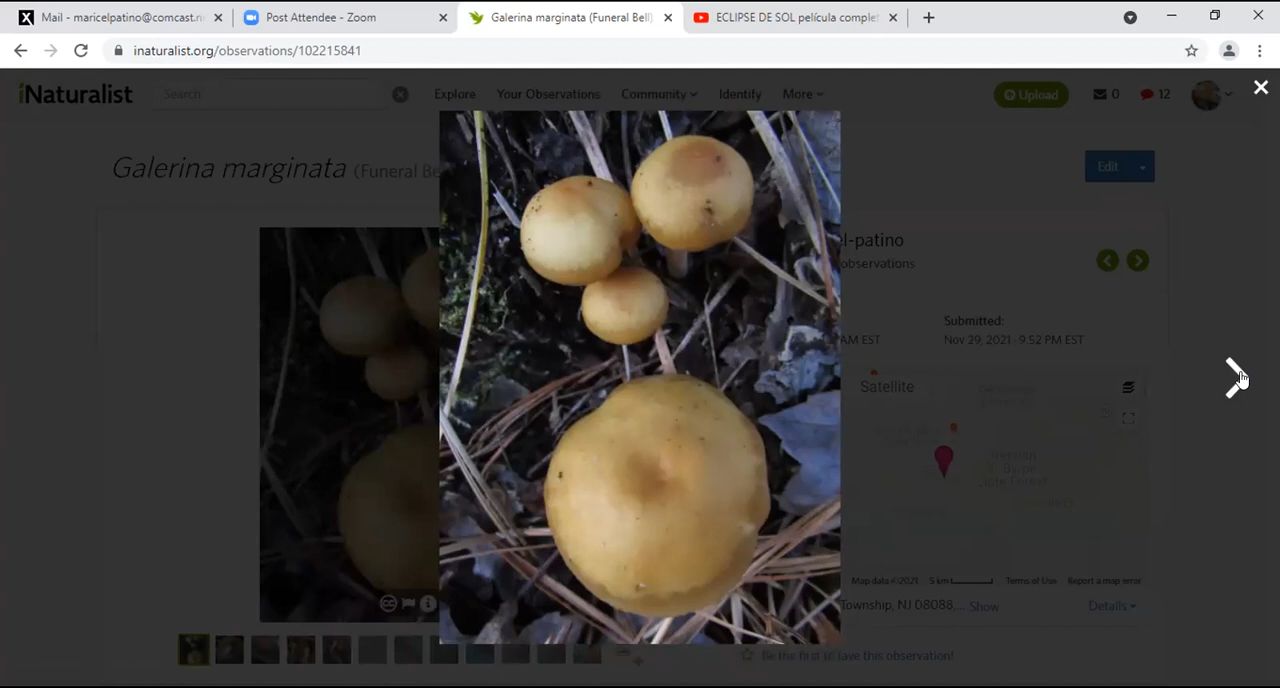 Mail - maricelpatino@comcast.n
Post Attendee - Zoom
Galerina marginata (Funeral Bell)
ECLIPSE DE SOL película complet
inaturalist.org/observations/102215841
iNaturalist
Search
Explore
Your Observations
Community
Identify
More
Upload
0
12
Galerina marginata (Funeral Be
Edit
el-patino
observations
Submitted:
AM EST
Nov 29, 2021 · 9:52 PM EST
Satellite
Map data ©2021
5 km
Terms of Use
Report a map error
Township, NJ 08088,...
Show
Details
Be the first to fave this observation!